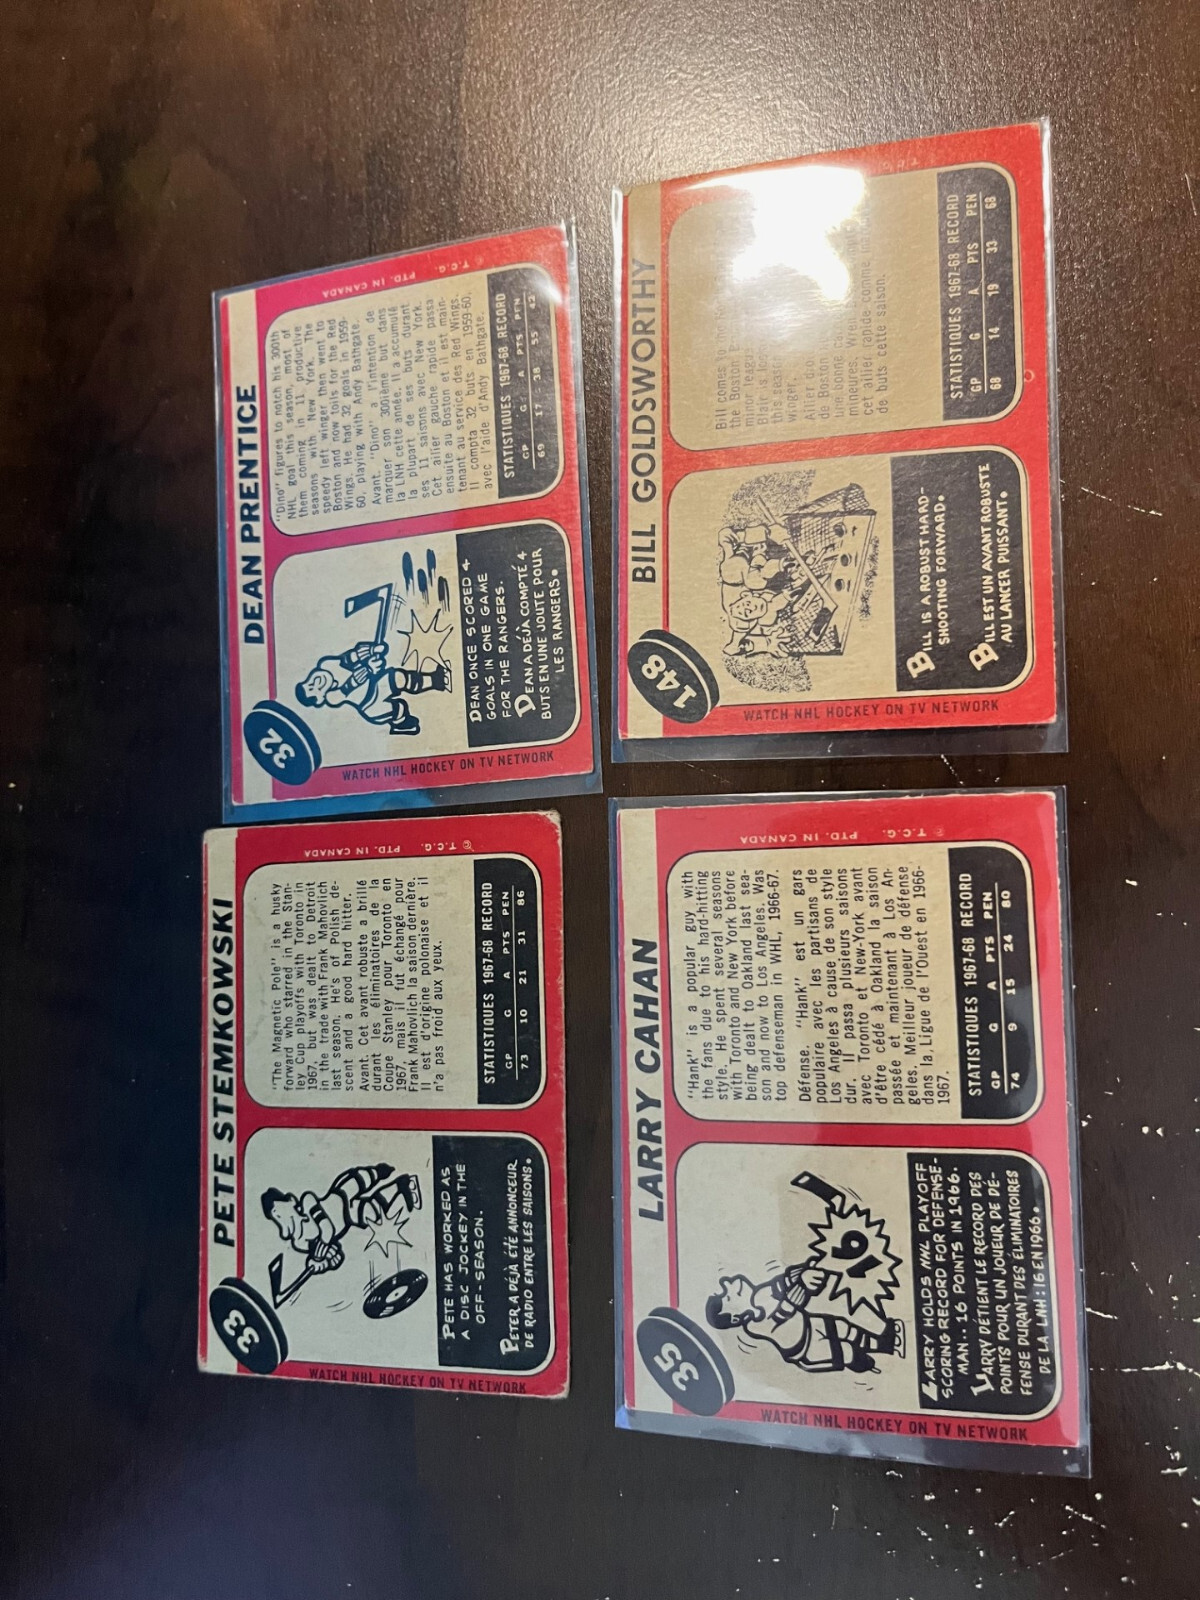 PETE STEMKOWSKI
33
PETE HAS WORKED AS
A DISC JOCKEY IN THE
OFF-SEASON.
PETER A DÉJÀ ÉTÉ ANNONCEUR
DE RADIO ENTRE LES SAISONS.
"The Magnetic Pole" is a husky
forward who starred in the Stan-
ley Cup playoffs with Toronto in
1967, but was dealt to Detroit
in the trade with Frank Mahovlich
last season. He's of Polish de-
scent and a good hard hitter.
Avant. Cet avant robuste a brillé
durant les éliminatoires de la
Coupe Stanley pour Toronto en
1967, mais il fut échangé pour
Frank Mahovlich la saison dernière.
Il est d'origine polonaise et il
n'a pas froid aux yeux.
STATISTIQUES 1967-68 RECORD
GP G A PTS PEN
73 10 21 31 86
WATCH NHL HOCKEY ON TV NETWORK
© T.C.G. PTD. IN CANADA
DEAN PRENTICE
32
DEAN ONCE SCORED 4
GOALS IN ONE GAME
FOR THE RANGERS.
DEAN A DÉJÀ COMPTÉ 4
BUTS EN UNE JOUTE POUR
LES RANGERS.
"Dino" figures to notch his 300th
NHL goal this season, most of
them coming in 11 productive
seasons with New York. The
speedy left winger then went to
Boston and now toils for the Red
Wings. He had 32 goals in 1959-
60, playing with Andy Bathgate.
Avant. "Dino" a l'intention de
marquer son 300ième but dans
la LNH cette année. Il a accumulé
la plupart de ses buts durant
ses 11 saisons avec New York.
Cet ailier gauche rapide passa
ensuite au Boston et il est main-
tenant au service des Red Wings.
Il compta 32 buts en 1959-60,
avec l'aide d'Andy Bathgate.
STATISTIQUES 1967-68 RECORD
GP G A PTS PEN
69 17 38 55 42
WATCH NHL HOCKEY ON TV NETWORK
© T.C.G. PTD. IN CANADA
LARRY CAHAN
35
16
LARRY HOLDS NHL PLAYOFF
SCORING RECORD FOR DEFENSE-
MAN.. 16 POINTS IN 1966.
LARRY DÉTIENT LE RECORD DES
POINTS POUR UN JOUEUR DE DÉ-
FENSE DURANT DES ÉLIMINATOIRES
DE LA LNH: 16 EN 1966.
"Hank" is a popular guy with
the fans due to his hard-hitting
style. He spent several seasons
with Toronto and New York before
being dealt to Oakland last sea-
son and now to Los Angeles. Was
top defenseman in WHL, 1966-67.
Défense. "Hank" est un gars
populaire avec les partisans de
Los Angeles à cause de son style
dur. Il passa plusieurs saisons
avec Toronto et New-York avant
d'être cédé à Oakland la saison
passée et maintenant à Los An-
geles. Meilleur joueur de défense
dans la Ligue de l'Ouest en 1966-
1967.
STATISTIQUES 1967-68 RECORD
GP G A PTS PEN
74 9 15 24 80
WATCH NHL HOCKEY ON TV NETWORK
© T.C.G. PTD. IN CANADA
BILL GOLDSWORTHY
148
BILL IS A ROBUST HARD-
SHOOTING FORWARD.
BILL EST UN AVANT ROBUSTE
AU LANCER PUISSANT.
Bill comes to the
the Boston
minor leag
Blair is loo
this seas
winger.
Ailier
de Boston.
une bonne
mineures. Wren
cet ailier rapide comme
de buts cette saison.
STATISTIQUES 1967-68 RECORD
GP G A PTS PEN
68 14 19 33 68
WATCH NHL HOCKEY ON TV NETWORK
T.C.